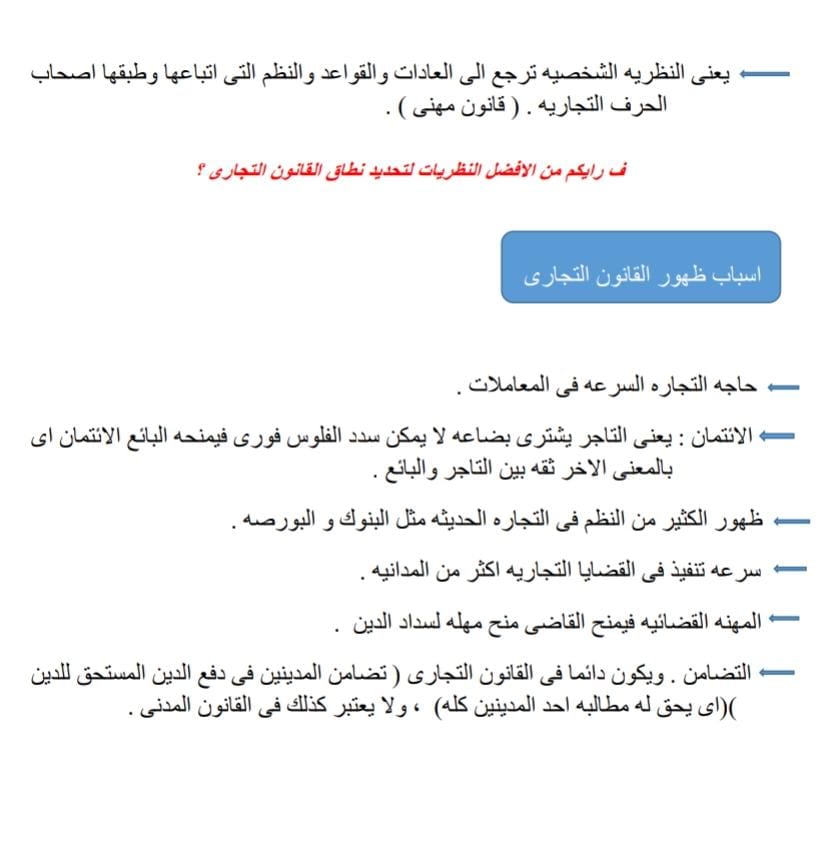 يعنى النظريه الشخصيه ترجع الى العادات والقواعد والنظم التى اتباعها وطبقها اصحاب
الحرف التجاريه . ( قانون مهنى ) .
ف رايكم من الافضل النظريات لتحديد نطاق القانون التجارى ؟
اسباب ظهور القانون التجارى
حاجه التجاره السرعه فى المعاملات .
الائتمان : يعنى التاجر يشترى بضاعه لا يمكن سدد الفلوس فورى فيمنحه البائع الائتمان اى
بالمعنى الاخر ثقه بين التاجر والبائع .
ظهور الكثير من النظم فى التجاره الحديثه مثل البنوك و البورصه .
سرعه تنفيذ فى القضايا التجاريه اكثر من المدانيه .
المهنه القضائيه فيمنح القاضى منح مهله لسداد الدين .
التضامن . ويكون دائما فى القانون التجارى ( تضامن المدينين فى دفع الدين المستحق للدين
)(اى يحق له مطالبه احد المدينين كله) ، ولا يعتبر كذلك فى القانون المدنى .